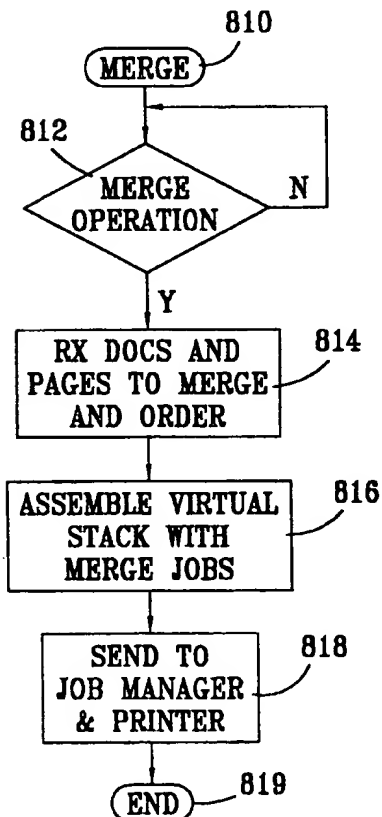 810
MERGE
812
MERGE
OPERATION
N
Y
RX DOCS AND
PAGES TO MERGE
AND ORDER
814
ASSEMBLE VIRTUAL
STACK WITH
MERGE JOBS
816
SEND TO
JOB MANAGER
& PRINTER
818
END
819